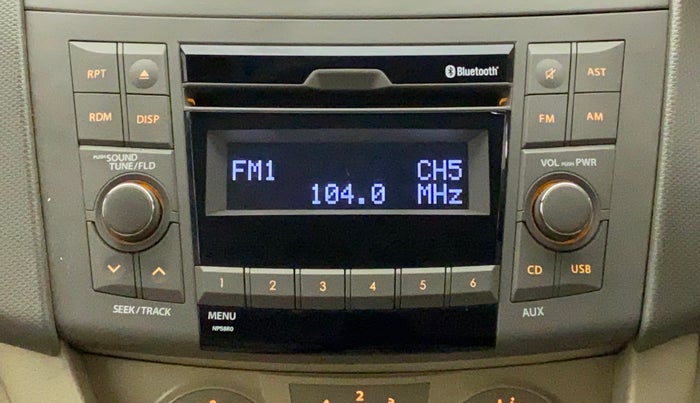 Bluetooth®
RPT
AST
RDM
DISP
FM
AM
PUSH SOUND
TUNE/FLD
FM1 CH5
104.0 MHz
VOL PUSH PWR
1 2 3 4 5 6
CD USB
SEEK/TRACK
MENU
AUX
2